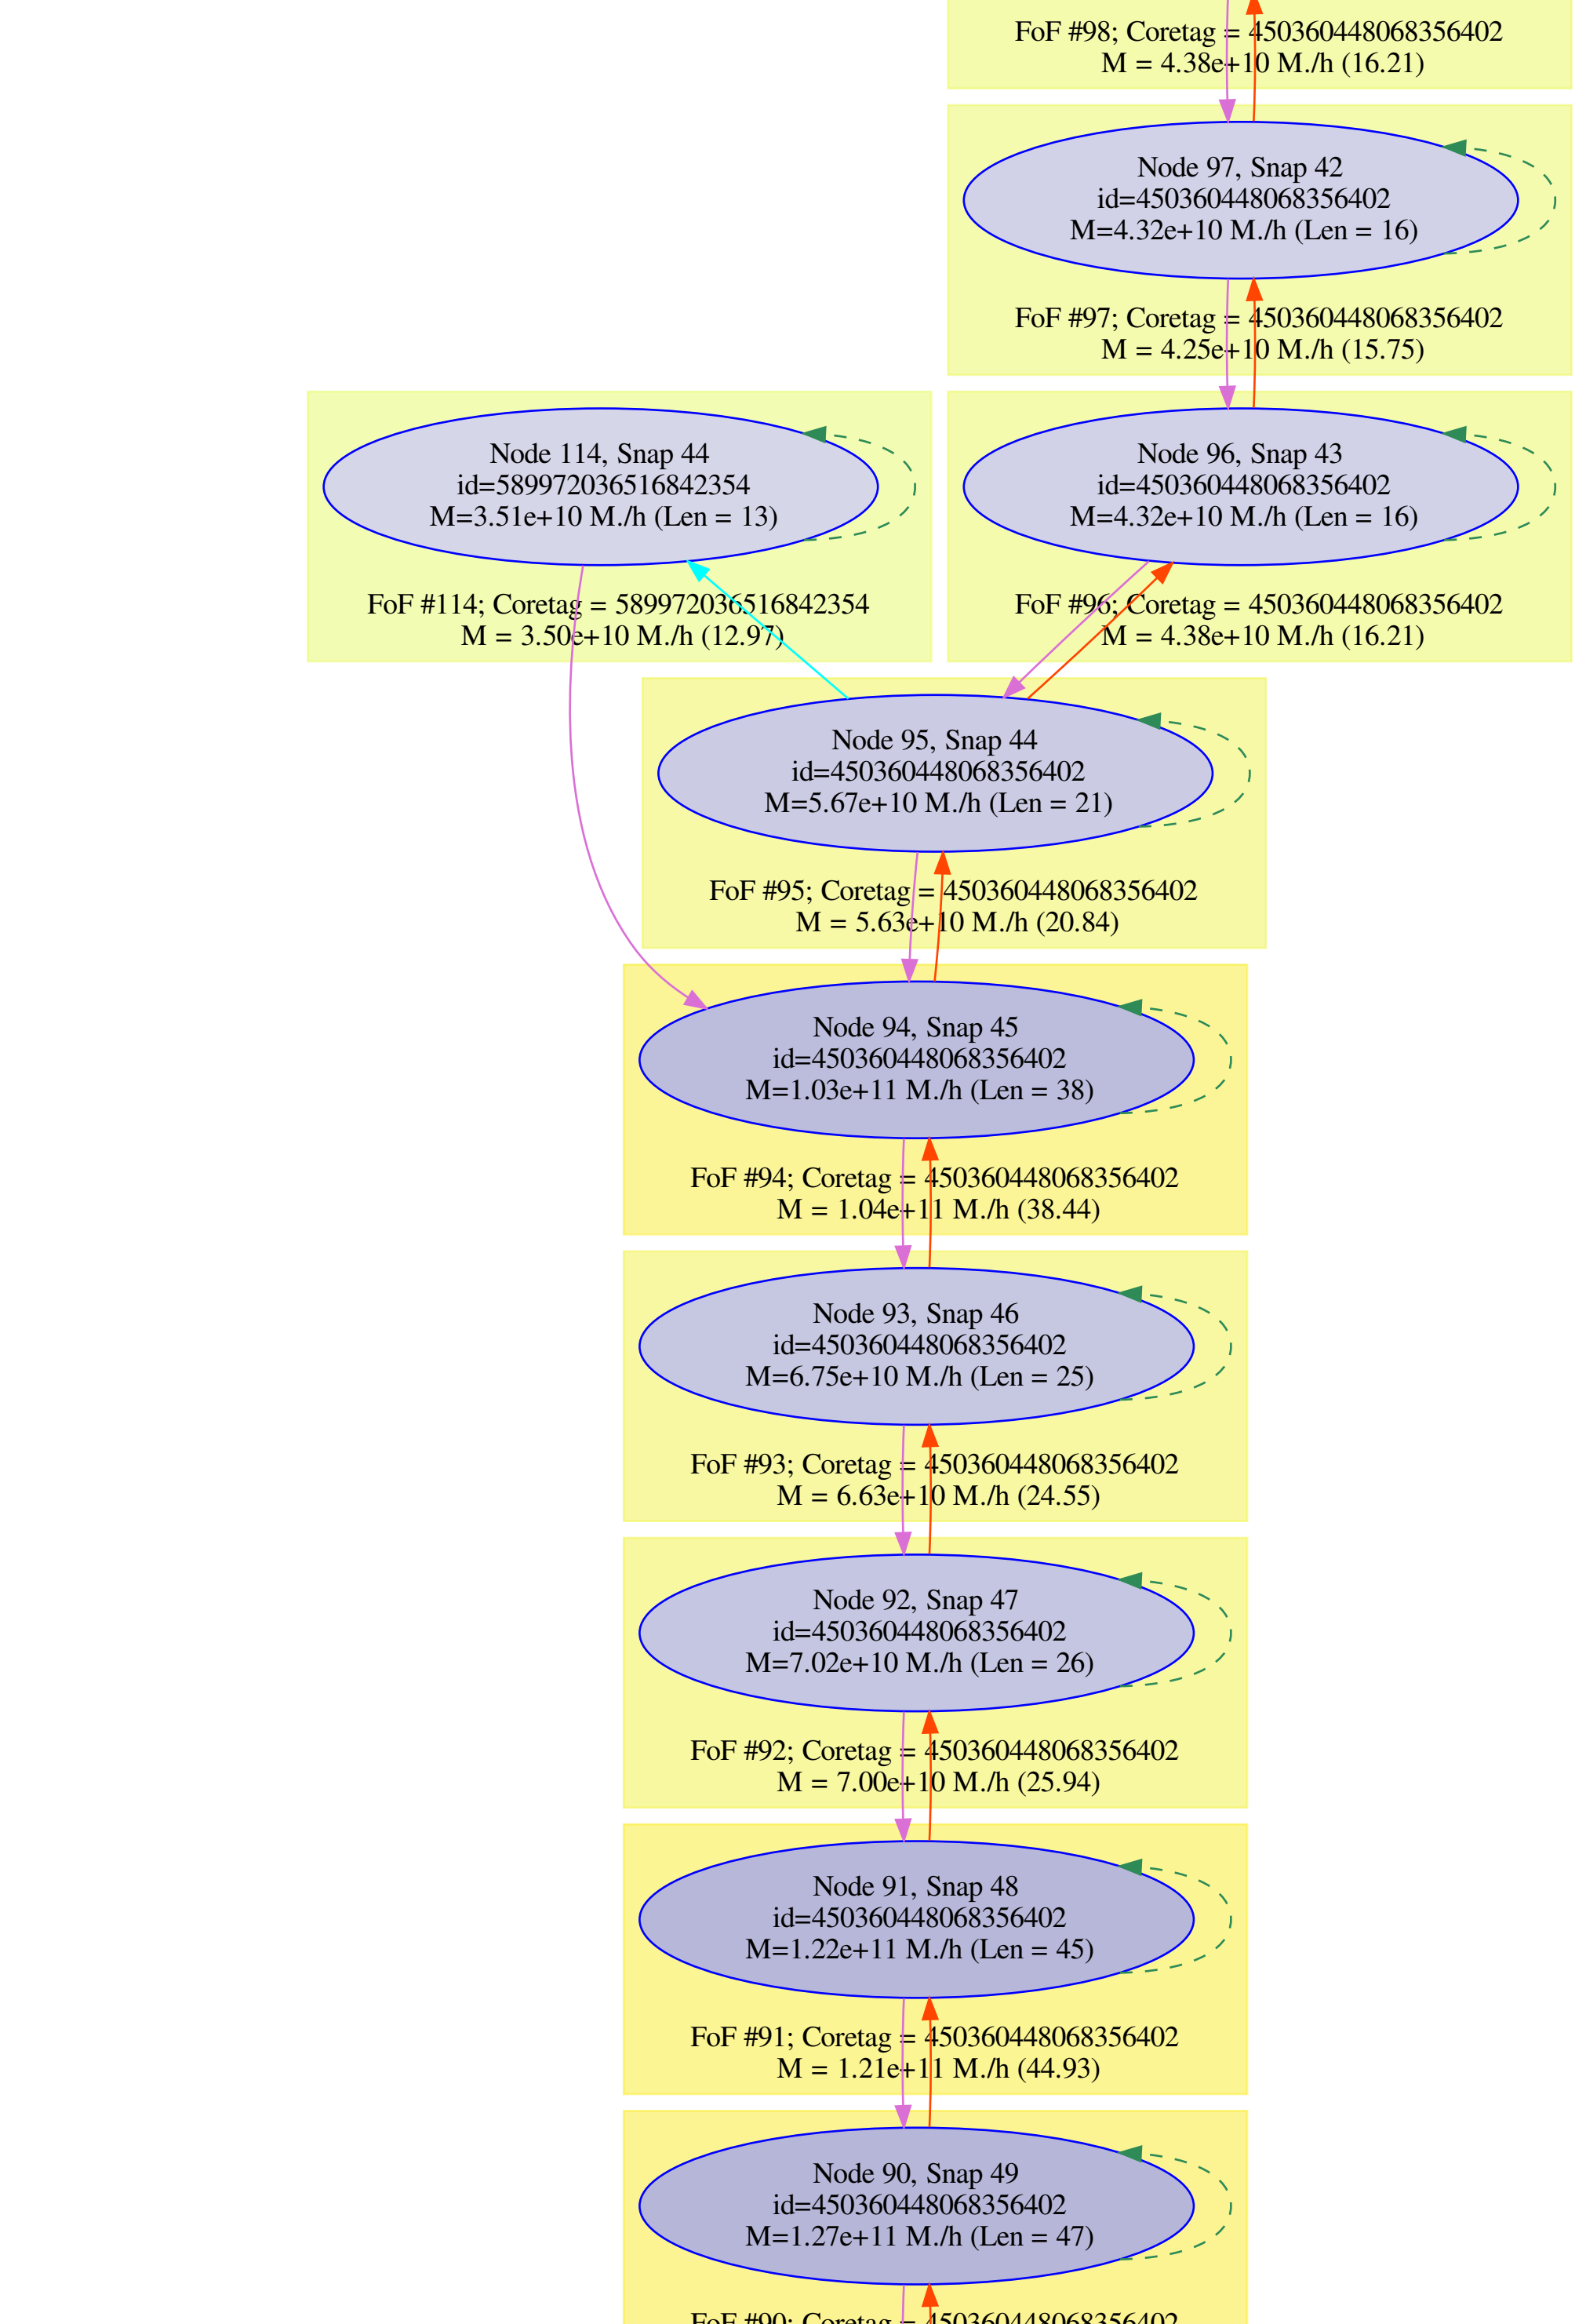 FoF #98; Coretag = 450360448068356402
M = 4.38e+10 M./h (16.21)
Node 97, Snap 42
id=450360448068356402
M=4.32e+10 M./h (Len = 16)
FoF #97; Coretag = 450360448068356402
M = 4.25e+10 M./h (15.75)
Node 114, Snap 44
id=589972036516842354
M=3.51e+10 M./h (Len = 13)
FoF #114; Coretag = 589972036516842354
M = 3.50e+10 M./h (12.97)
Node 96, Snap 43
id=450360448068356402
M=4.32e+10 M./h (Len = 16)
FoF #96; Coretag = 450360448068356402
M = 4.38e+10 M./h (16.21)
Node 95, Snap 44
id=450360448068356402
M=5.67e+10 M./h (Len = 21)
FoF #95; Coretag = 450360448068356402
M = 5.63e+10 M./h (20.84)
Node 94, Snap 45
id=450360448068356402
M=1.03e+11 M./h (Len = 38)
FoF #94; Coretag = 450360448068356402
M = 1.04e+11 M./h (38.44)
Node 93, Snap 46
id=450360448068356402
M=6.75e+10 M./h (Len = 25)
FoF #93; Coretag = 450360448068356402
M = 6.63e+10 M./h (24.55)
Node 92, Snap 47
id=450360448068356402
M=7.02e+10 M./h (Len = 26)
FoF #92; Coretag = 450360448068356402
M = 7.00e+10 M./h (25.94)
Node 91, Snap 48
id=450360448068356402
M=1.22e+11 M./h (Len = 45)
FoF #91; Coretag = 450360448068356402
M = 1.21e+11 M./h (44.93)
Node 90, Snap 49
id=450360448068356402
M=1.27e+11 M./h (Len = 47)
FoF #90; Coretag = 450360448068356402